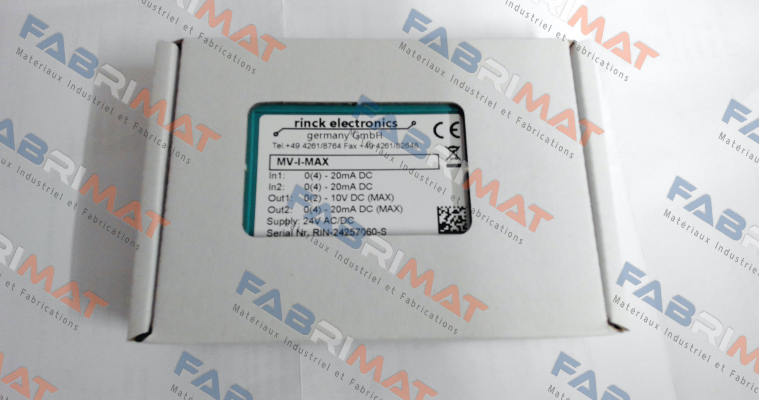 rinck electronics
germany GmbH
Tel.+49 4261/8764 Fax +49 4261/82648
CE
MV-I-MAX
In1: 0(4) - 20mA DC
In2: 0(4) - 20mA DC
Out1: 0(2) - 10V DC (MAX)
Out2: 0(4) - 20mA DC (MAX)
Supply: 24V AC/DC
Serial Nr. RIN-24257060-S
FABRIMAT
Matériaux Industriel et Fabrications